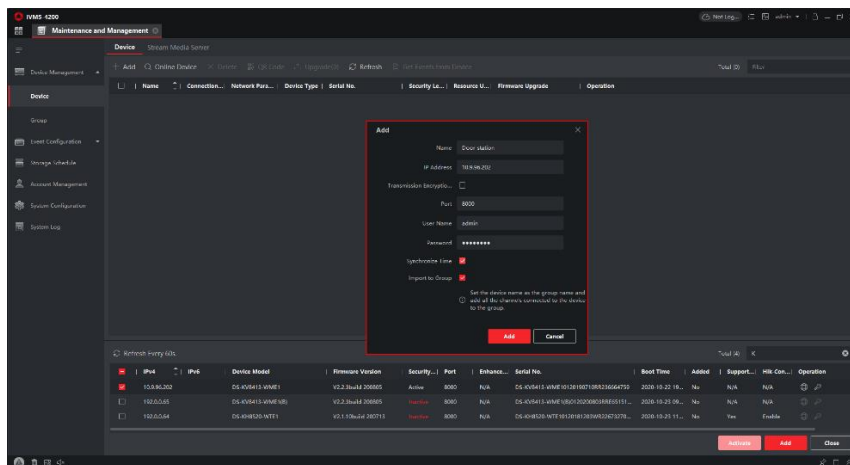 iVMS-4200
Not Log... admin
Maintenance and Management
Device Stream Media Server
Add Online Device Delete QR Code Upgrade(0) Refresh Get Events from Device Total (0) Filter
Name Connection... Network Para... Device Type Serial No. Security Le... Resource U... Firmware Upgrade Operation
Device Management
Device
Group
Event Configuration
Storage Schedule
Account Management
System Configuration
System Log
Add
Name Door station
IP Address 10.9.96.202
Transmission Encryptio...
Port 8000
User Name admin
Password ●●●●●●●●
Synchronize Time
Import to Group
Set the device name as the group name and
add all the channels connected to the device
to the group.
Add Cancel
Refresh Every 60s Total (4)
IPv4 IPv6 Device Model Firmware Version Security... Port Enhance... Serial No. Boot Time Added Support... Hik-Con... Operation
10.9.96.202 DS-KV8413-WME1 V2.2.3build 200805 Active 8000 N/A 2020-10-22 19... No N/A N/A
192.0.0.65 DS-KV8413-WME1(B) V2.2.3build 200805 Inactive 8000 N/A 2020-10-23 09... No N/A N/A
192.0.0.64 DS-KH8520-WTE1 V2.1.10build 200713 Inactive 8000 N/A 2020-10-23 11... No Yes Enable
Activate Add Close